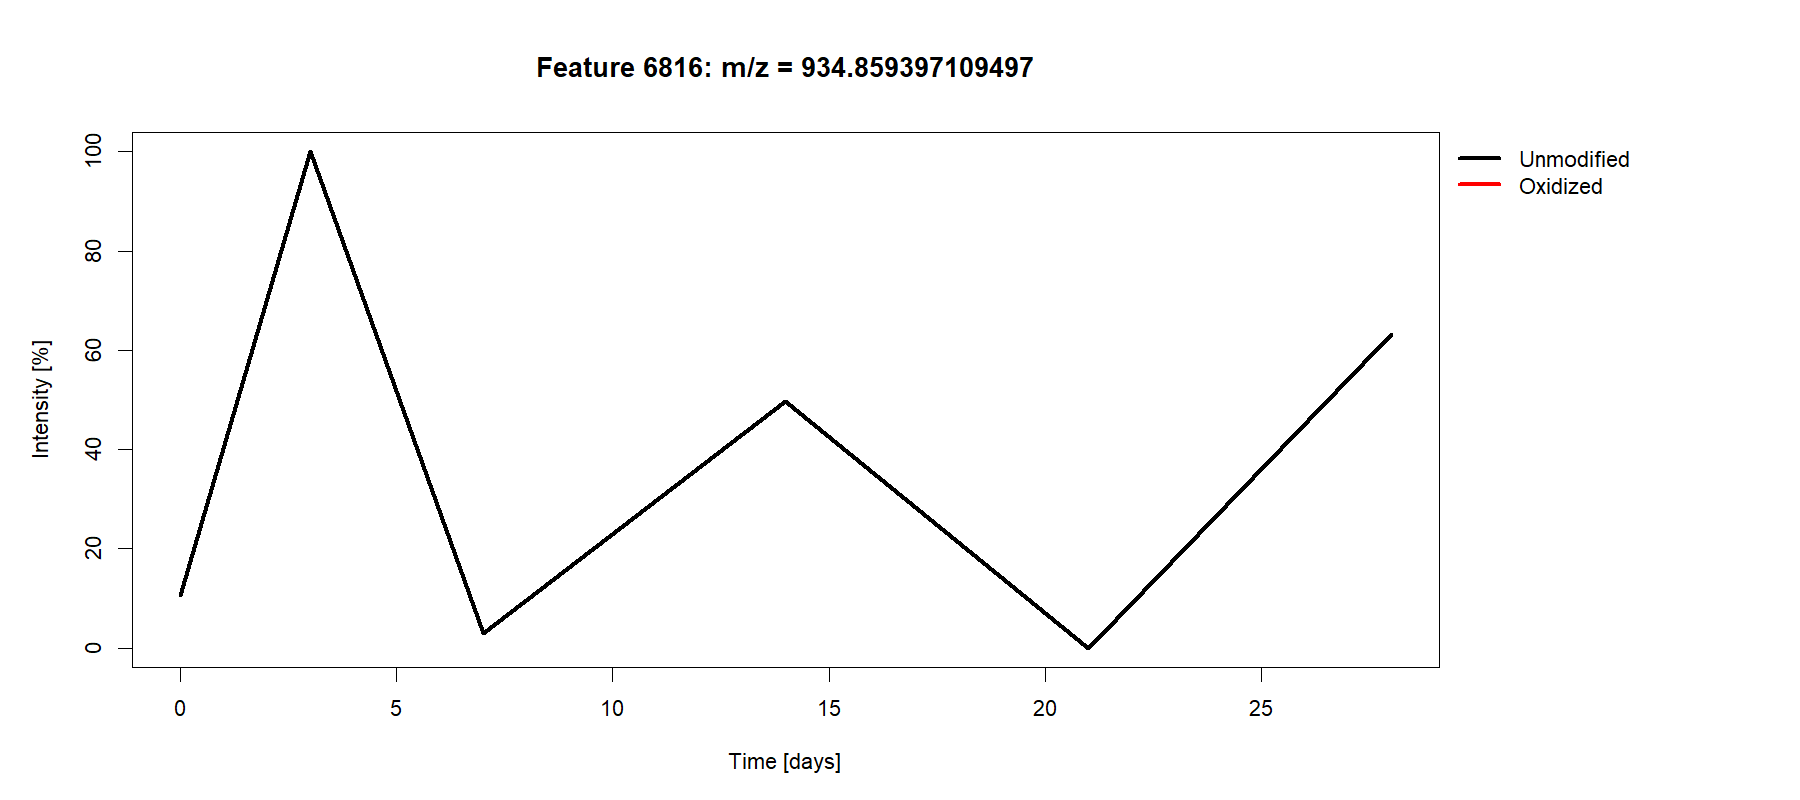 Feature 6816: m/z = 934.859397109497
Unmodified
Oxidized
Intensity [%]
100
80
60
40
20
0
0 5 10 15 20 25
Time [days]